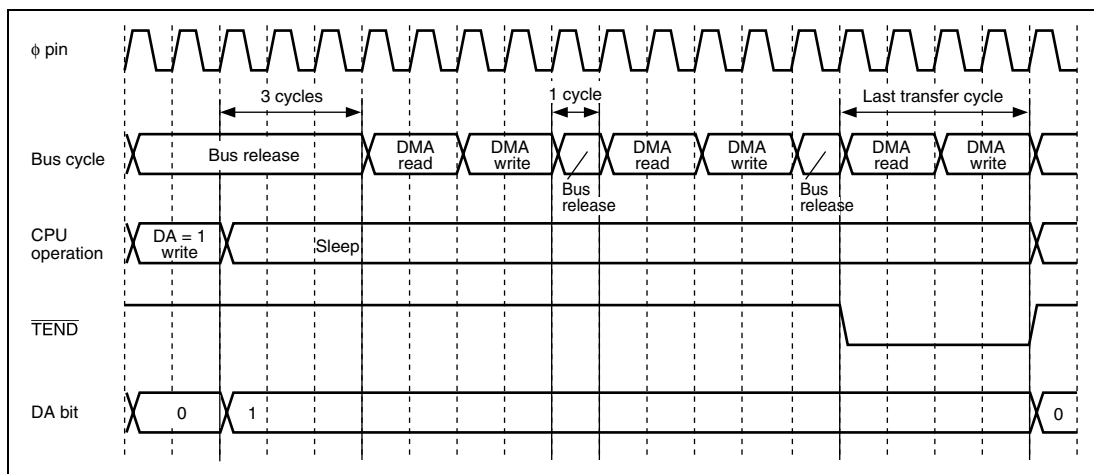 φ pin
3 cycles
1 cycle
Last transfer cycle
Bus cycle
Bus release
DMA
read
DMA
write
Bus
release
DMA
read
DMA
write
Bus
release
DMA
read
DMA
write
CPU
operation
DA = 1
write
Sleep
TEND
DA bit
0
1
0